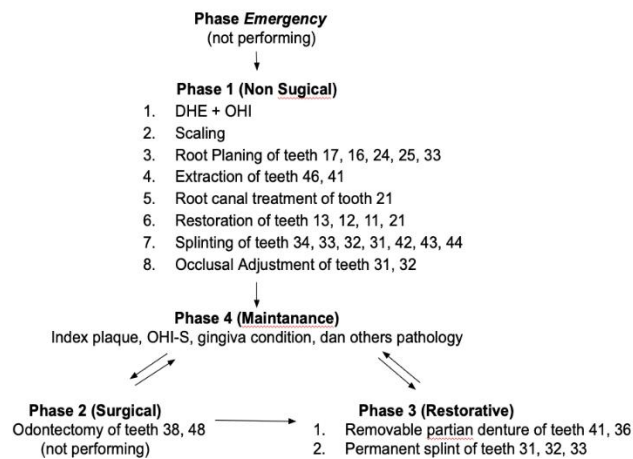 Phase Emergency
(not performing)
Phase 1 (Non Sugical)
1. DHE + OHI
2. Scaling
3. Root Planing of teeth 17, 16, 24, 25, 33
4. Extraction of teeth 46, 41
5. Root canal treatment of tooth 21
6. Restoration of teeth 13, 12, 11, 21
7. Splinting of teeth 34, 33, 32, 31, 42, 43, 44
8. Occlusal Adjustment of teeth 31, 32
Phase 4 (Maintanance)
Index plaque, OHI-S, gingiva condition, dan others pathology
Phase 2 (Surgical)
Odontectomy of teeth 38, 48
(not performing)
Phase 3 (Restorative)
1. Removable partian denture of teeth 41, 36
2. Permanent splint of teeth 31, 32, 33